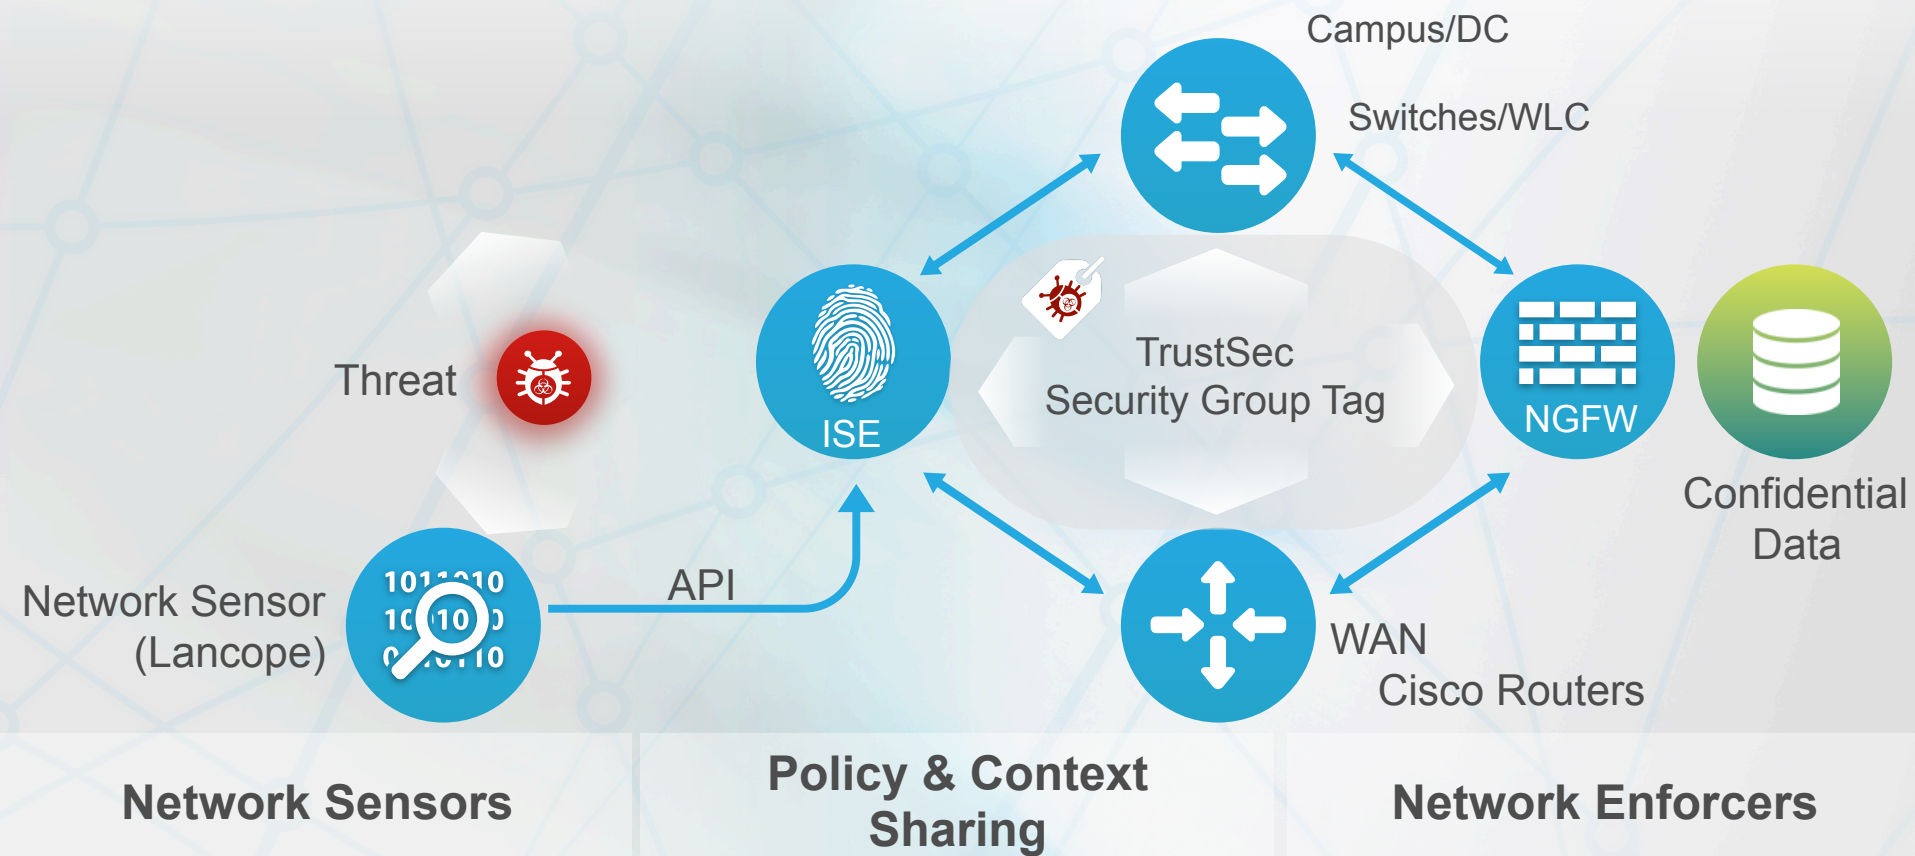 Campus/DC
Switches/WLC
Threat
ISE
TrustSec
Security Group Tag
NGFW
Confidential
Data
Network Sensor
(Lancope)
API
WAN
Cisco Routers
Network Sensors
Policy & Context
Sharing
Network Enforcers